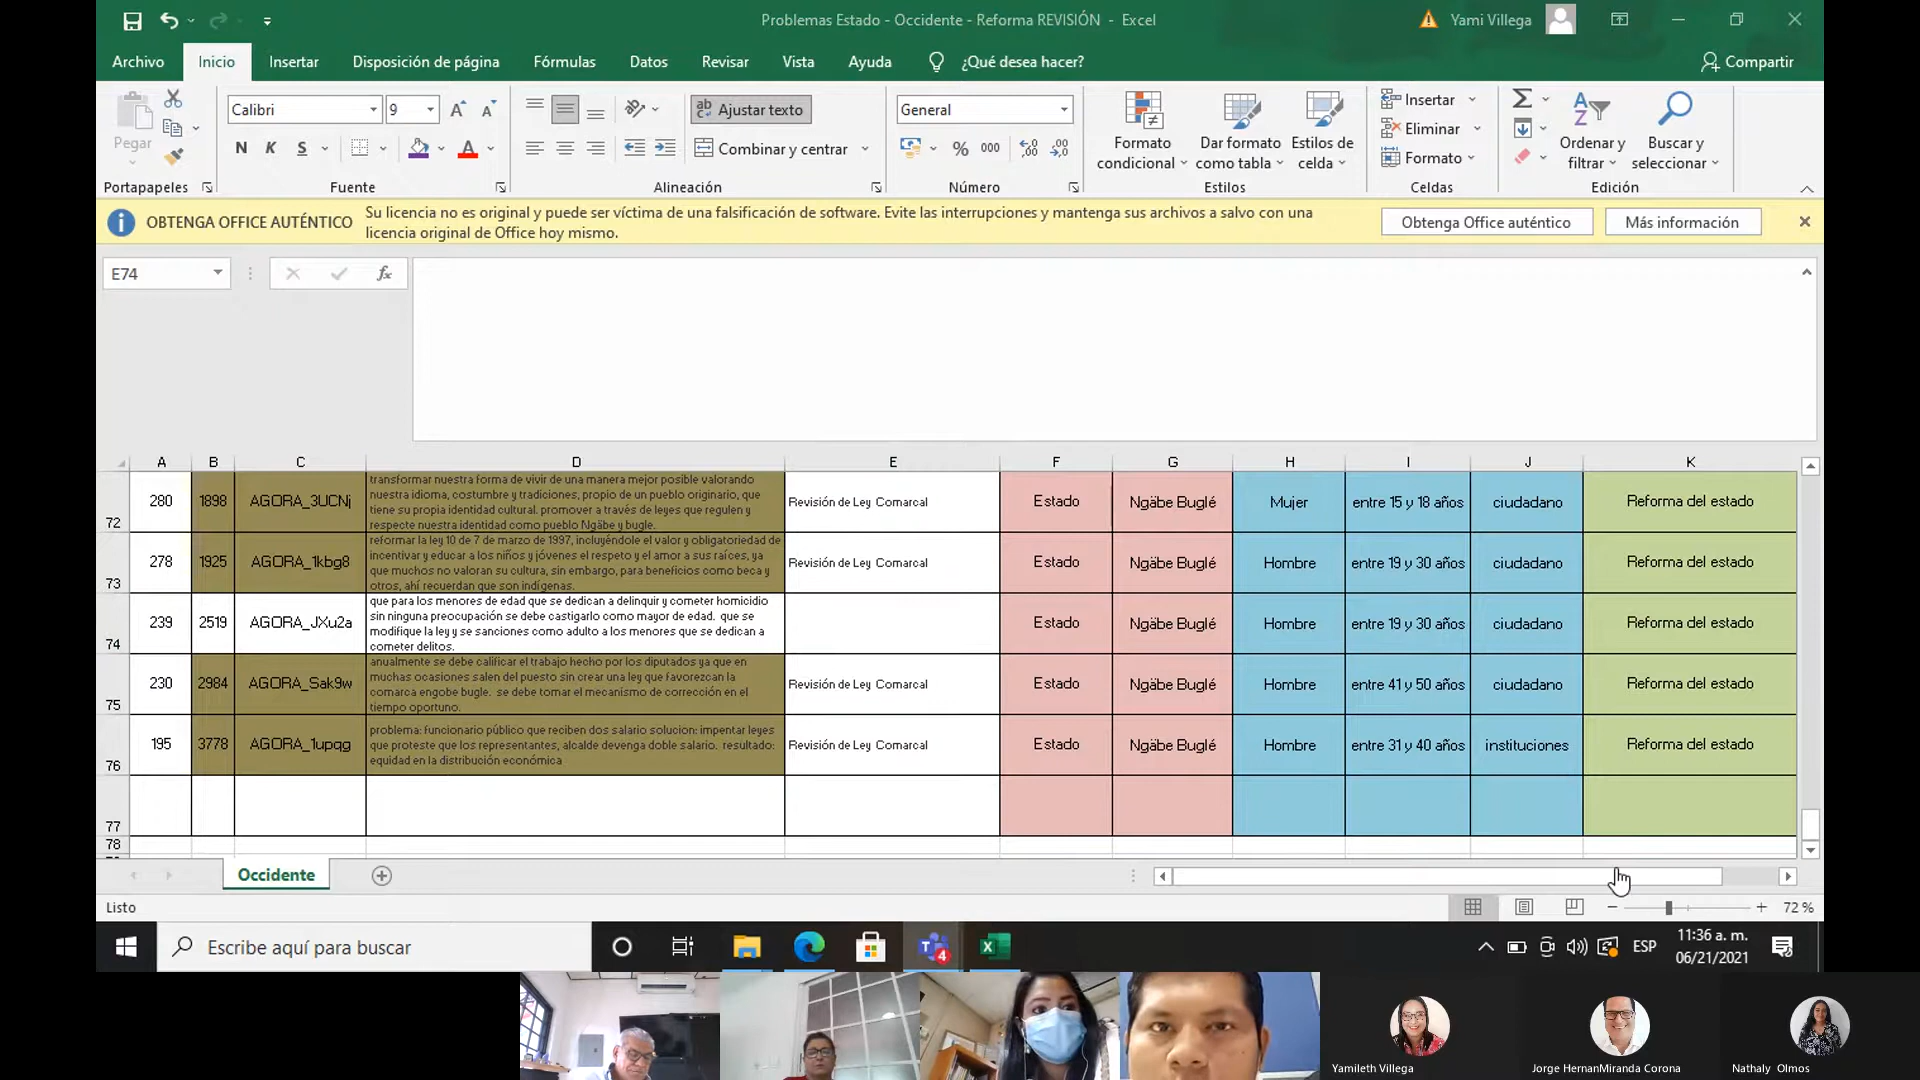 Problemas Estado - Occidente - Reforma REVISIÓN - Excel
Yami Villega
Archivo
Inicio
Insertar
Disposición de página
Fórmulas
Datos
Revisar
Vista
Ayuda
¿Qué desea hacer?
Compartir
Pegar
Portapapeles
Calibri
9
N K S
Fuente
Ajustar texto
Combinar y centrar
Alineación
General
% 000
Número
Formato condicional
Dar formato como tabla
Estilos de celda
Estilos
Insertar
Eliminar
Formato
Celdas
Ordenar y filtrar
Buscar y seleccionar
Edición
OBTENGA OFFICE AUTÉNTICO
Su licencia no es original y puede ser víctima de una falsificación de software. Evite las interrupciones y mantenga sus archivos a salvo con una
licencia original de Office hoy mismo.
Obtenga Office auténtico
Más información
E74
fx
A B C D E F G H I J K
72
280
1898
AGORA_3UCNj
transformar nuestra forma de vivir de una manera mejor posible valorando
nuestra idioma, costumbre y tradiciones, propio de un pueblo originario, que
tiene su propia identidad cultural. promover a través de leyes que regulen y
respecte nuestra identidad como pueblo Ngäbe y bugle.
Revisión de Ley Comarcal
Estado
Ngäbe Buglé
Mujer
entre 15 y 18 años
ciudadano
Reforma del estado
73
278
1925
AGORA_1kbg8
reformar la ley 10 de 7 de marzo de 1997, incluyéndole el valor y obligatoriedad de
incentivar y educar a los niños y jóvenes el respeto y el amor a sus raíces, ya
que muchos no valoran su cultura, sin embargo, para beneficios como beca y
otros, ahí recuerdan que son indígenas.
Revisión de Ley Comarcal
Estado
Ngäbe Buglé
Hombre
entre 19 y 30 años
ciudadano
Reforma del estado
74
239
2519
AGORA_JXu2a
que para los menores de edad que se dedican a delinquir y cometer homicidio
sin ninguna preocupación se debe castigarlo como mayor de edad. que se
modifique la ley y se sanciones como adulto a los menores que se dedican a
cometer delitos.
Estado
Ngäbe Buglé
Hombre
entre 19 y 30 años
ciudadano
Reforma del estado
75
230
2984
AGORA_Sak9w
anualmente se debe calificar el trabajo hecho por los diputados ya que en
muchas ocasiones salen del puesto sin crear una ley que favorezcan la
comarca engobe bugle. se debe tomar el mecanismo de corrección en el
tiempo oportuno.
Revisión de Ley Comarcal
Estado
Ngäbe Buglé
Hombre
entre 41 y 50 años
ciudadano
Reforma del estado
76
195
3778
AGORA_1upqg
problema: funcionario público que reciben dos salario solucion: impentar leyes
que proteste que los representantes, alcalde devenga doble salario. resultado:
equidad en la distribución económica
Revisión de Ley Comarcal
Estado
Ngäbe Buglé
Hombre
entre 31 y 40 años
instituciones
Reforma del estado
77
78
Occidente
Listo
72 %
Escribe aquí para buscar
4
ESP
11:36 a. m.
06/21/2021
Yamileth Villega
Jorge HernanMiranda Corona
Nathaly Olmos